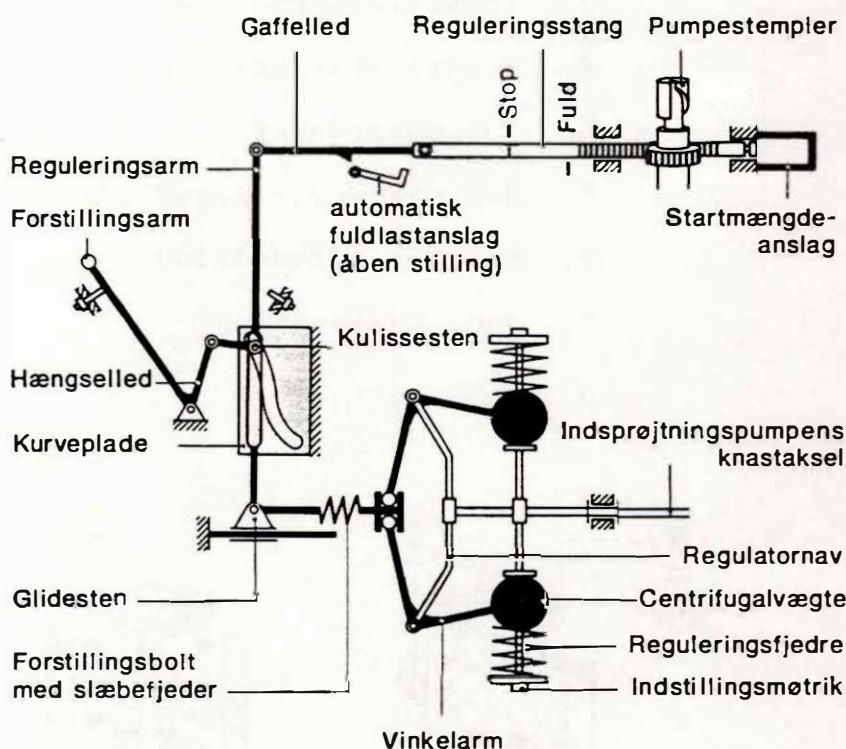 Gaffelled
Reguleringsstang
Pumpestempler
Stop
Fuld
Reguleringsarm
Forstillingsarm
automatisk
fuldlastanslag
(åben stilling)
Startmængde-
anslag
Kulissesten
Hængselled
Kurveplade
Indsprøjtningspumpens
knastaksel
Regulatornav
Glidesten
Centrifugalvægte
Reguleringsfjedre
Forstillingsbolt
med slæbefjeder
Indstillingsmøtrik
Vinkelarm